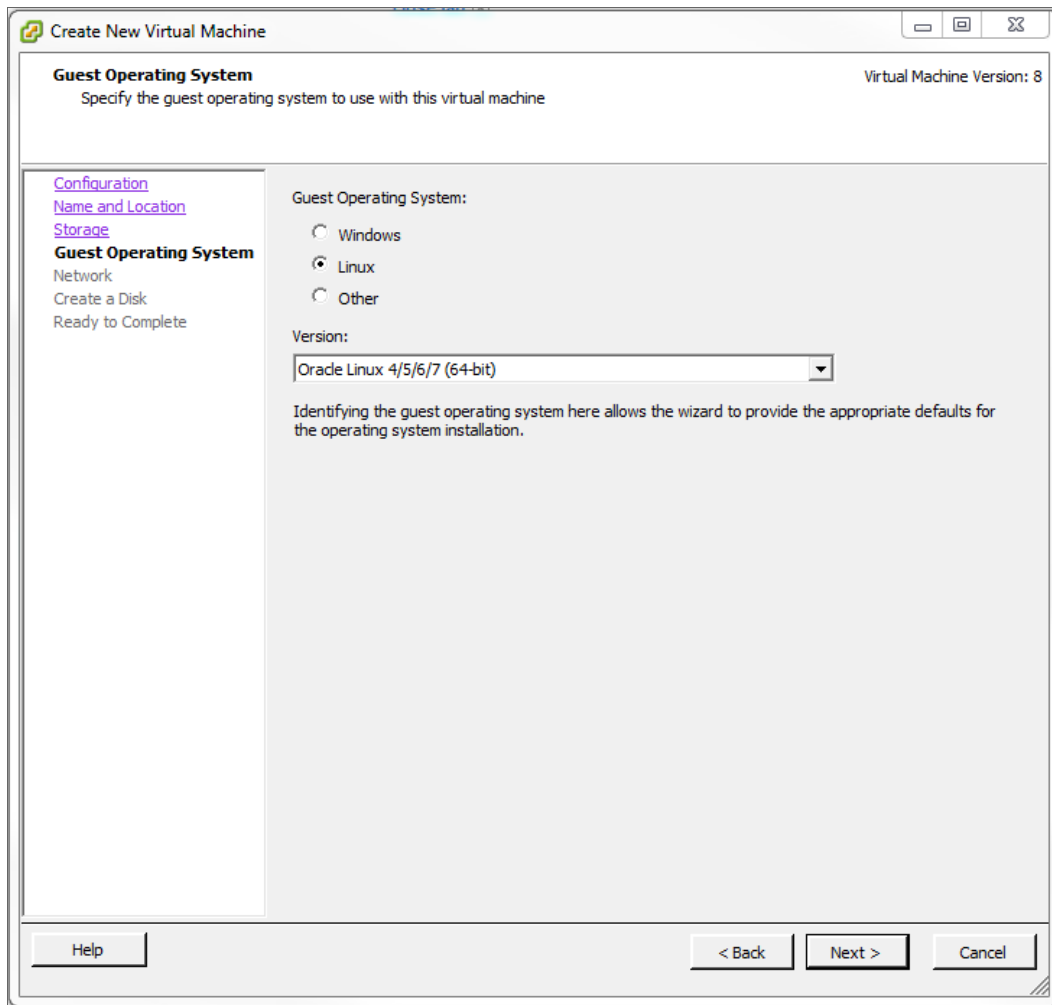 Create New Virtual Machine
Guest Operating System
Virtual Machine Version: 8
Specify the guest operating system to use with this virtual machine
Configuration
Name and Location
Storage
Guest Operating System
Network
Create a Disk
Ready to Complete
Guest Operating System:
Windows
Linux
Other
Version:
Oracle Linux 4/5/6/7 (64-bit)
Identifying the guest operating system here allows the wizard to provide the appropriate defaults for
the operating system installation.
Help
< Back
Next >
Cancel